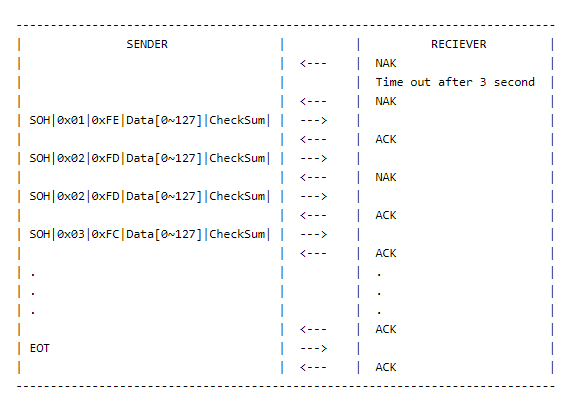 ------------------------------------------------------------------------------
| SENDER | | RECIEVER |
| | <--- | NAK |
| | | Time out after 3 second |
| | <--- | NAK |
| SOH|0x01|0xFE|Data[0~127]|CheckSum| | ---> | |
| | <--- | ACK |
| SOH|0x02|0xFD|Data[0~127]|CheckSum| | ---> | |
| | <--- | NAK |
| SOH|0x02|0xFD|Data[0~127]|CheckSum| | ---> | |
| | <--- | ACK |
| SOH|0x03|0xFC|Data[0~127]|CheckSum| | ---> | |
| | <--- | ACK |
| . | | . |
| . | | . |
| . | | . |
| | <--- | ACK |
| EOT | ---> | |
| | <--- | ACK |
------------------------------------------------------------------------------